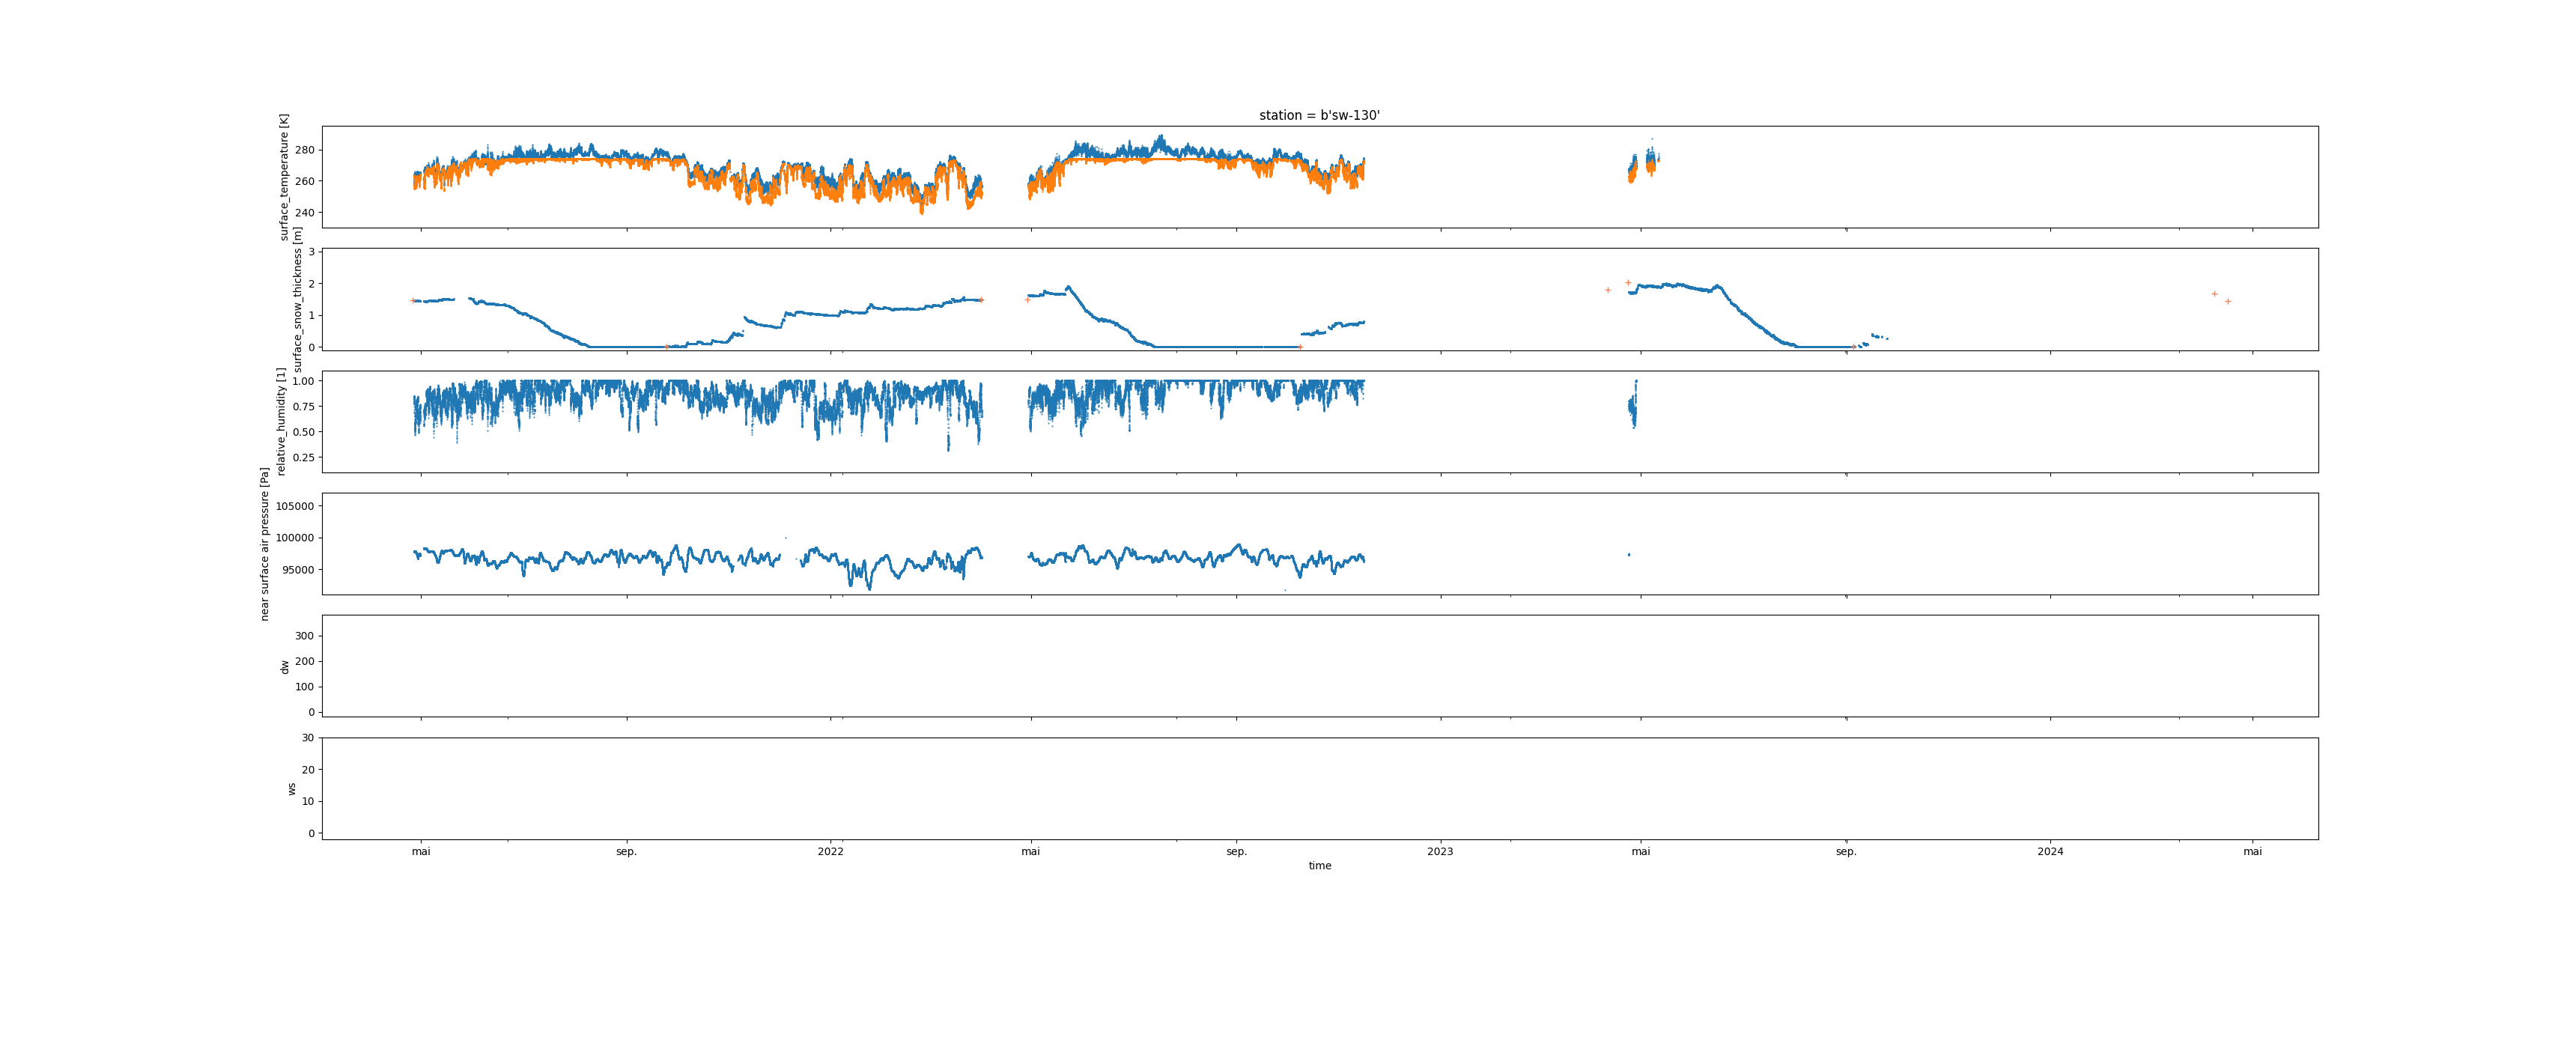 station = b'sw-130'
surface_temperature [K]
280
260
240
surface_snow_thickness [m]
3
2
1
0
relative_humidity [1]
1.00
0.75
0.50
0.25
near surface air pressure [Pa]
105000
100000
95000
dw
300
200
100
0
ws
30
20
10
0
mai sep. 2022 mai sep. 2023 mai sep. 2024 mai
time